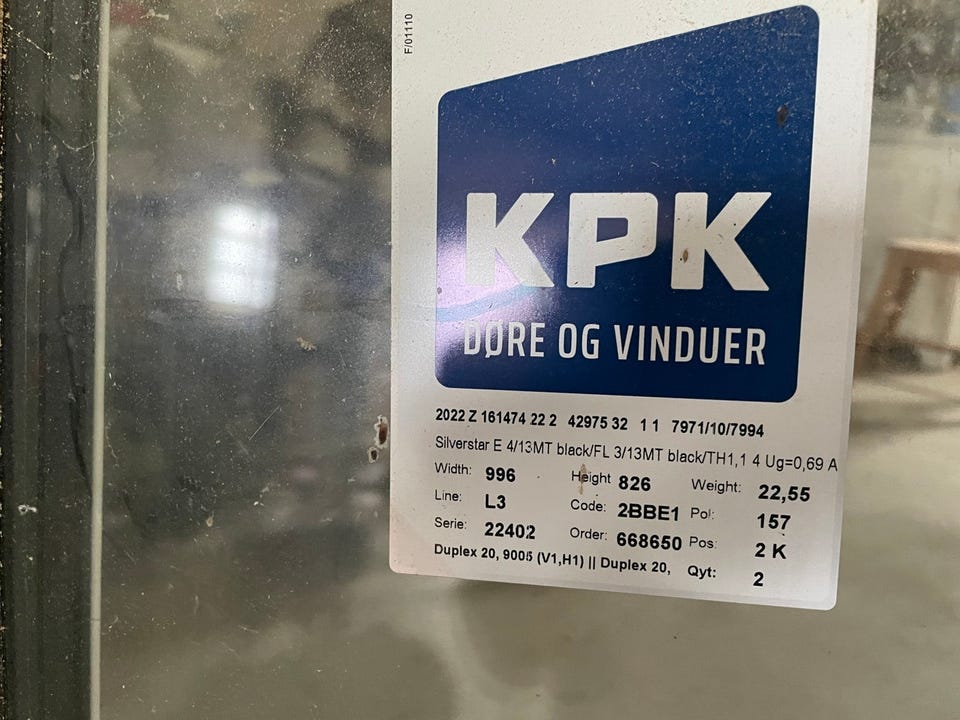 F/01110
KPK
DØRE OG VINDUER
2022 Z 161474 22 2 42975 32 1 1 7971/10/7994
Silverstar E 4/13MT black/FL 3/13MT black/TH1,1 4 Ug=0,69 A
Width: 996 Height 826 Weight: 22,55
Line: L3 Code: 2BBE1 Pol: 157
Serie: 22402 Order: 668650 Pos: 2 K
Duplex 20, 9005 (V1,H1) || Duplex 20, Qyt: 2